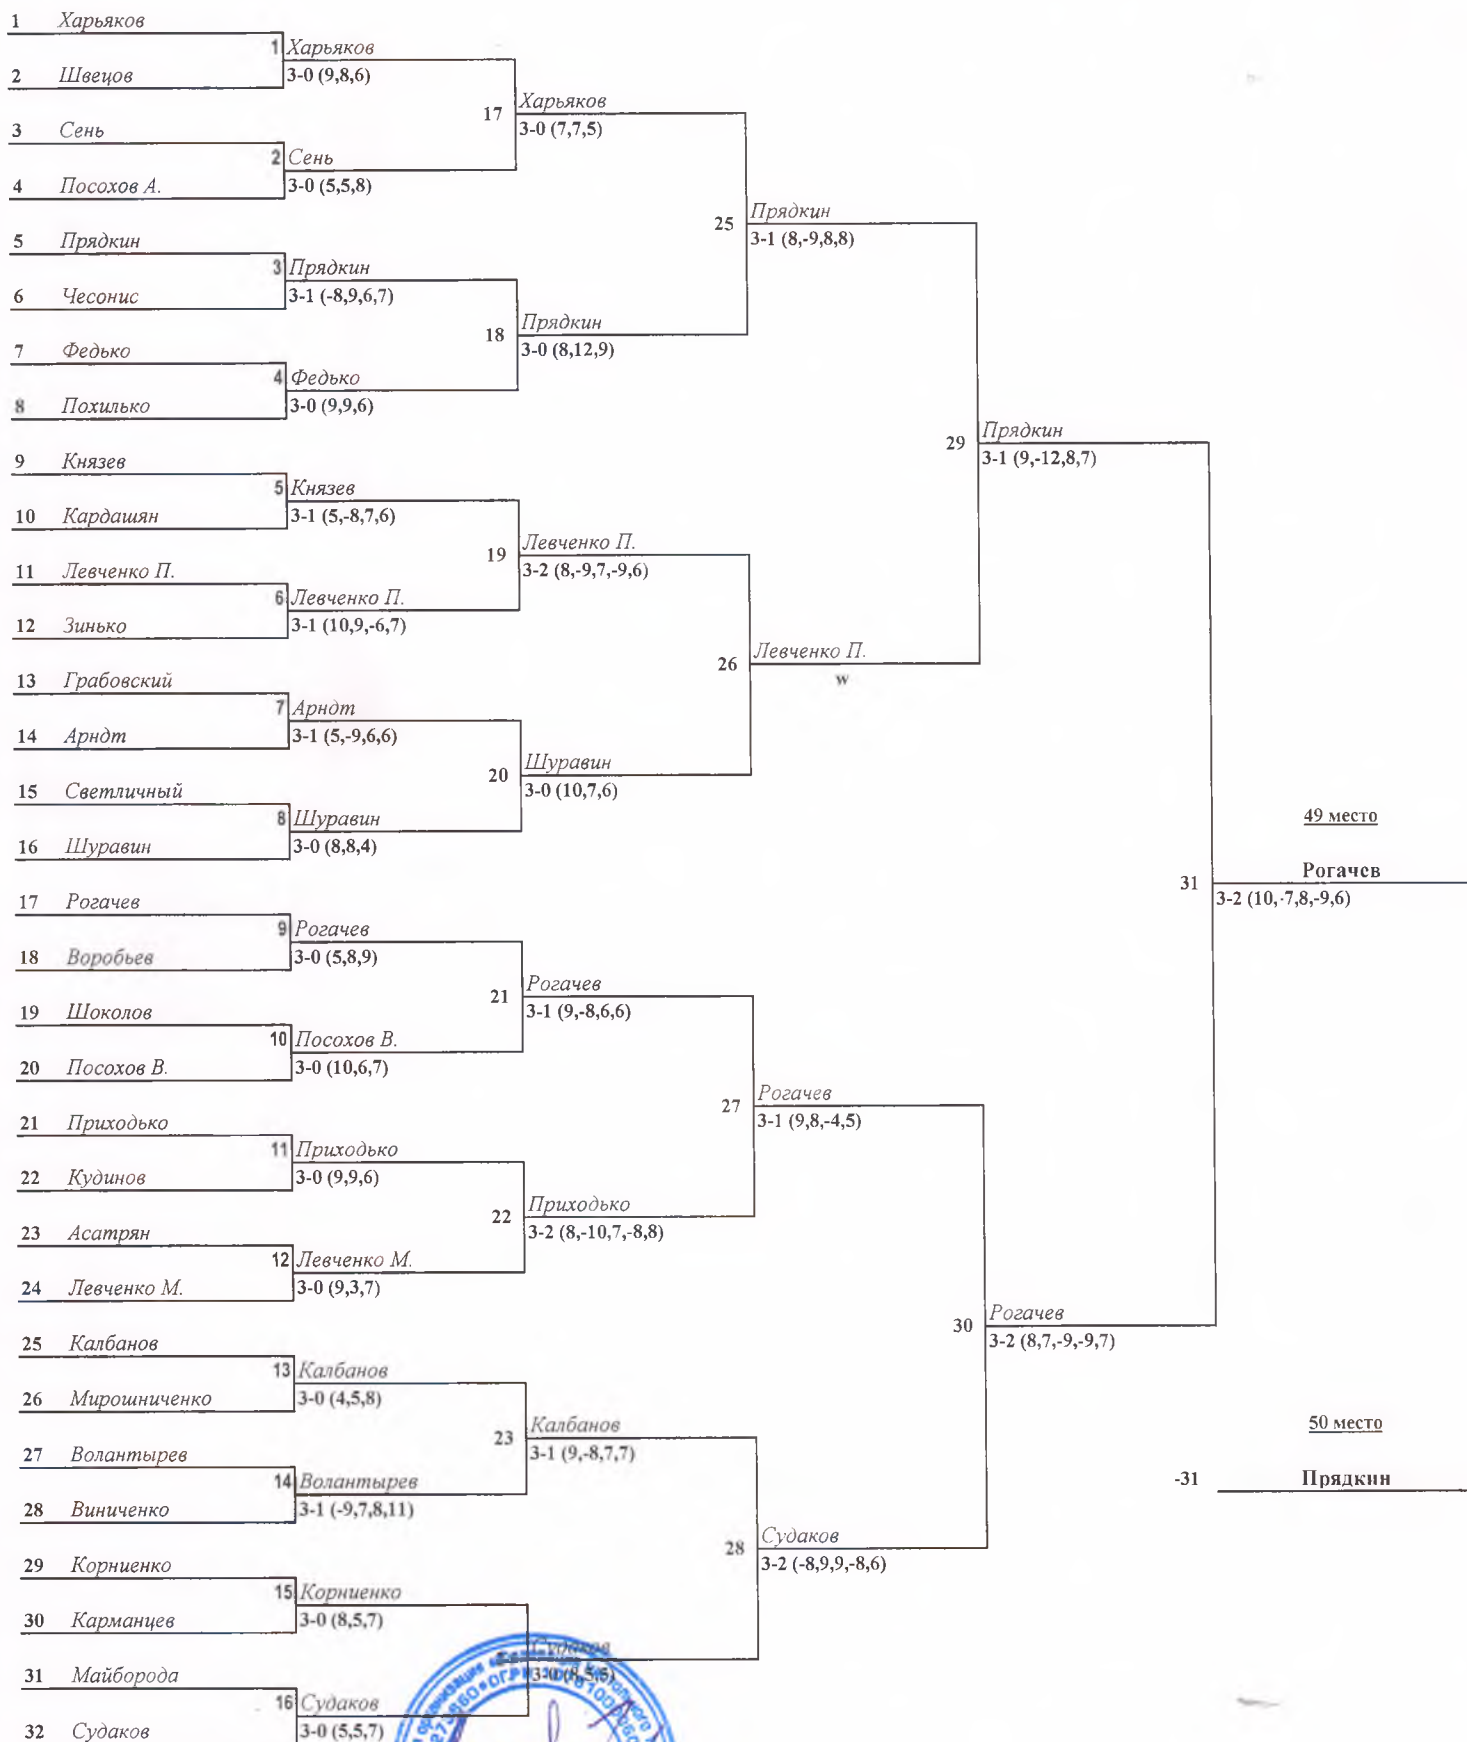 1 Харьяков
1 Харьяков
2 Швецов
3-0 (9,8,6)
17 Харьяков
3-0 (7,7,5)
3 Сень
2 Сень
4 Посохов А.
3-0 (5,5,8)
25 Прядкин
3-1 (8,-9,8,8)
5 Прядкин
3 Прядкин
6 Чесонис
3-1 (-8,9,6,7)
18 Прядкин
3-0 (8,12,9)
7 Федько
4 Федько
8 Похилько
3-0 (9,9,6)
29 Прядкин
3-1 (9,-12,8,7)
9 Князев
5 Князев
10 Кардашян
3-1 (5,-8,7,6)
19 Левченко П.
3-2 (8,-9,7,-9,6)
11 Левченко П.
6 Левченко П.
12 Зинько
3-1 (10,9,-6,7)
26 Левченко П.
w
13 Грабовский
7 Арндт
14 Арндт
3-1 (5,-9,6,6)
20 Шуравин
3-0 (10,7,6)
15 Светличный
8 Шуравин
16 Шуравин
3-0 (8,8,4)
49 место
31 Рогачев
3-2 (10,-7,8,-9,6)
17 Рогачев
9 Рогачев
18 Воробьев
3-0 (5,8,9)
21 Рогачев
3-1 (9,-8,6,6)
19 Шоколов
10 Посохов В.
20 Посохов В.
3-0 (10,6,7)
27 Рогачев
3-1 (9,8,-4,5)
21 Приходько
11 Приходько
22 Кудинов
3-0 (9,9,6)
22 Приходько
3-2 (8,-10,7,-8,8)
23 Асатрян
12 Левченко М.
24 Левченко М.
3-0 (9,3,7)
30 Рогачев
3-2 (8,7,-9,-9,7)
25 Калбанов
13 Калбанов
26 Мирошниченко
3-0 (4,5,8)
23 Калбанов
3-1 (9,-8,7,7)
50 место
-31 Прядкин
27 Волантырев
14 Волантырев
28 Виниченко
3-1 (-9,7,8,11)
28 Судаков
3-2 (-8,9,9,-8,6)
29 Корниенко
15 Корниенко
30 Карманцев
3-0 (8,5,7)
Судаков
3-0 (8,5,5)
31 Майборода
16 Судаков
32 Судаков
3-0 (5,5,7)